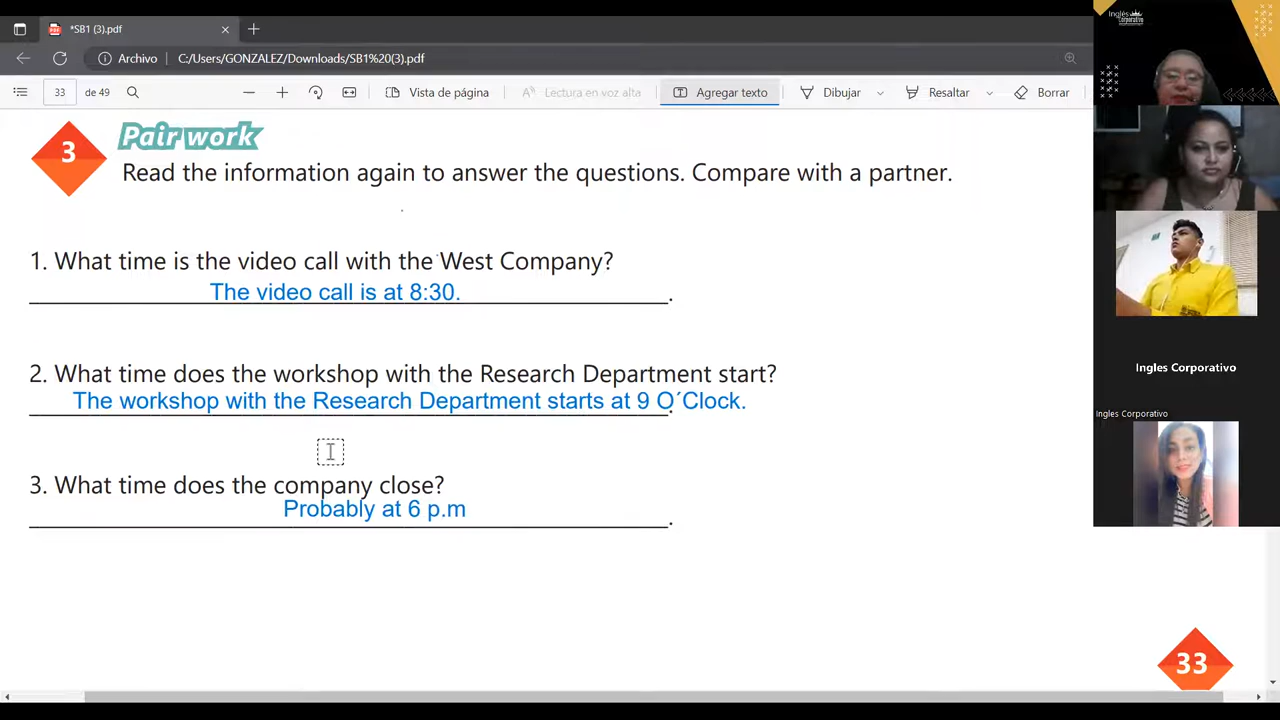 *SB1 (3).pdf
Archivo C:/Users/GONZALEZ/Downloads/SB1%20(3).pdf
33 de 49 Vista de página Lectura en voz alta Agregar texto Dibujar Resaltar Borrar
Inglés
Corporativo
3 Pair work
Read the information again to answer the questions. Compare with a partner.
1. What time is the video call with the West Company?
The video call is at 8:30.
2. What time does the workshop with the Research Department start?
The workshop with the Research Department starts at 9 O´Clock.
3. What time does the company close?
Probably at 6 p.m
Ingles Corporativo
Ingles Corporativo
33